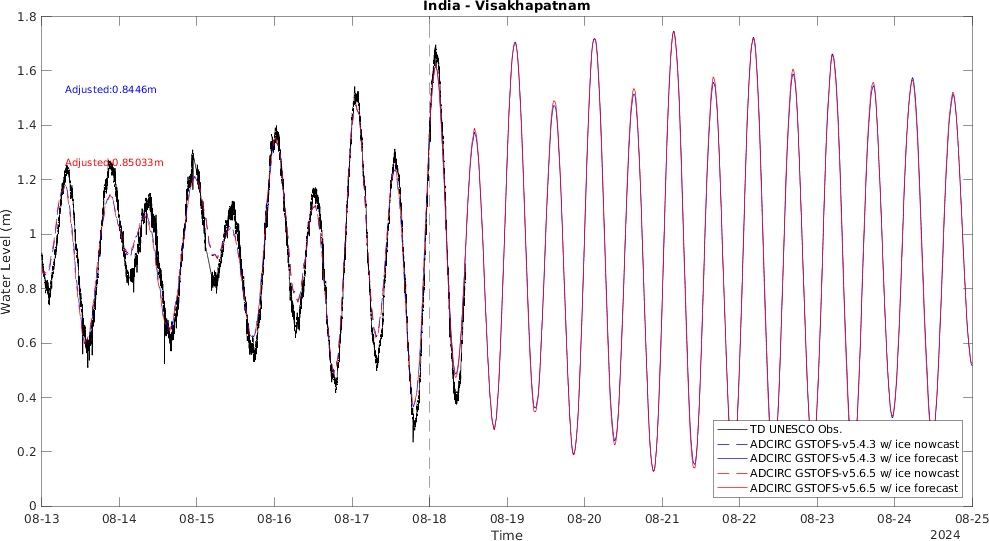 India - Visakhapatnam
1.8
1.6
1.4
1.2
1
0.8
0.6
0.4
0.2
0
Water Level (m)
Adjusted:0.8446m
Adjusted:0.85033m
TD UNESCO Obs.
ADCIRC GSTOFS-v5.4.3 w/ ice nowcast
ADCIRC GSTOFS-v5.4.3 w/ ice forecast
ADCIRC GSTOFS-v5.6.5 w/ ice nowcast
ADCIRC GSTOFS-v5.6.5 w/ ice forecast
08-13 08-14 08-15 08-16 08-17 08-18 08-19 08-20 08-21 08-22 08-23 08-24 08-25
Time
2024